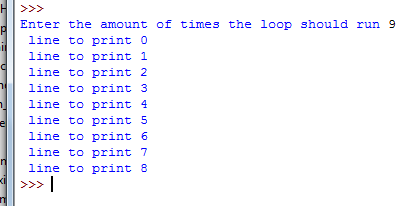 >>>
Enter the amount of times the loop should run 9
 line to print 0
 line to print 1
 line to print 2
 line to print 3
 line to print 4
 line to print 5
 line to print 6
 line to print 7
 line to print 8
>>>